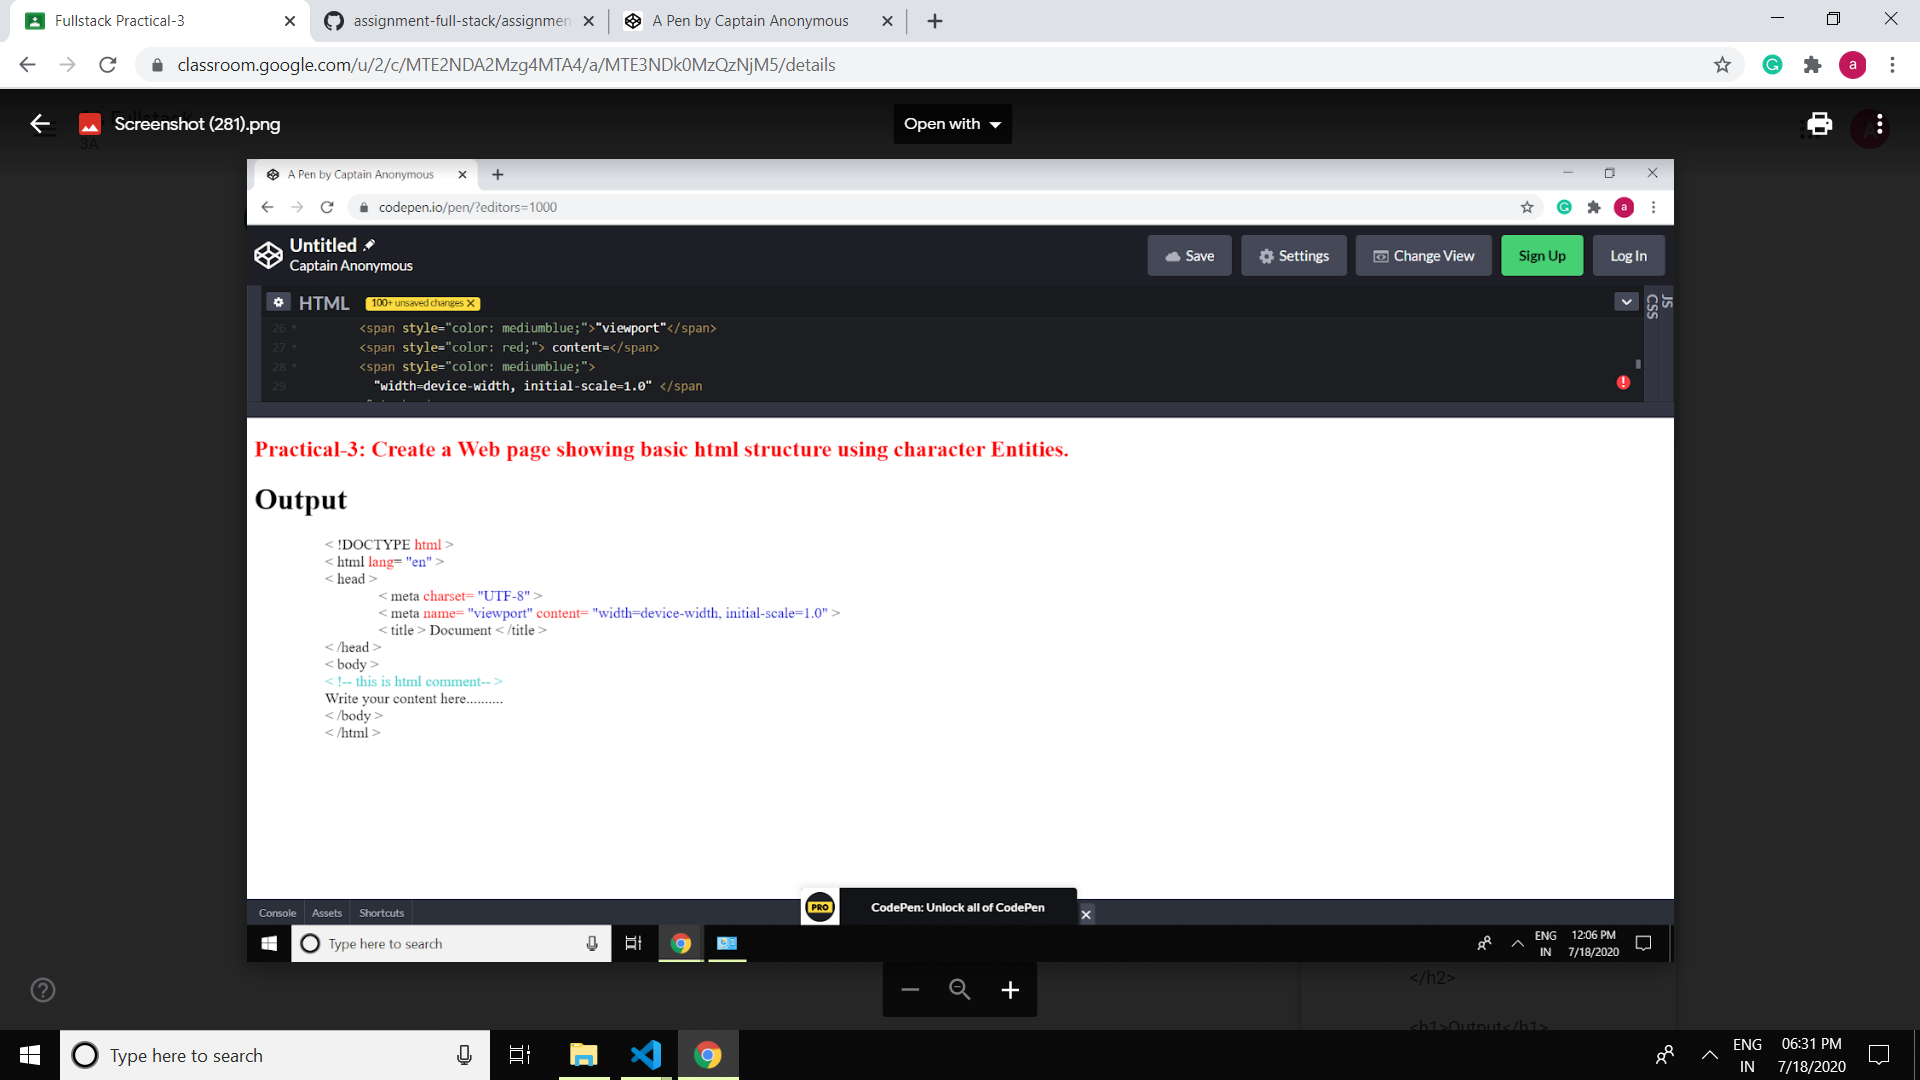 Fullstack Practical-3
assignment-full-stack/assignmen
A Pen by Captain Anonymous
classroom.google.com/u/2/c/MTE2NDA2Mzg4MTA4/a/MTE3NDk0MzQzNjM5/details
a
Screenshot (281).png
3A
Open with
A Pen by Captain Anonymous
codepen.io/pen/?editors=1000
a
Untitled
Captain Anonymous
Save
Settings
Change View
Sign Up
Log In
HTML
100+ unsaved changes X
CSS
JS
26 <span style="color: mediumblue;">"viewport"</span>
27 <span style="color: red;"> content=</span>
28 <span style="color: mediumblue;">
29 "width=device-width, initial-scale=1.0" </span
Practical-3: Create a Web page showing basic html structure using character Entities.
Output
< !DOCTYPE html >
< html lang= "en" >
< head >
< meta charset= "UTF-8" >
< meta name= "viewport" content= "width=device-width, initial-scale=1.0" >
< title > Document < /title >
< /head >
< body >
< !-- this is html comment-- >
Write your content here..........
< /body >
< /html >
Console
Assets
Shortcuts
PRO
CodePen: Unlock all of CodePen
Type here to search
ENG
IN
12:06 PM
7/18/2020
</h2>
<h1>Output</h1>
Type here to search
ENG
IN
06:31 PM
7/18/2020